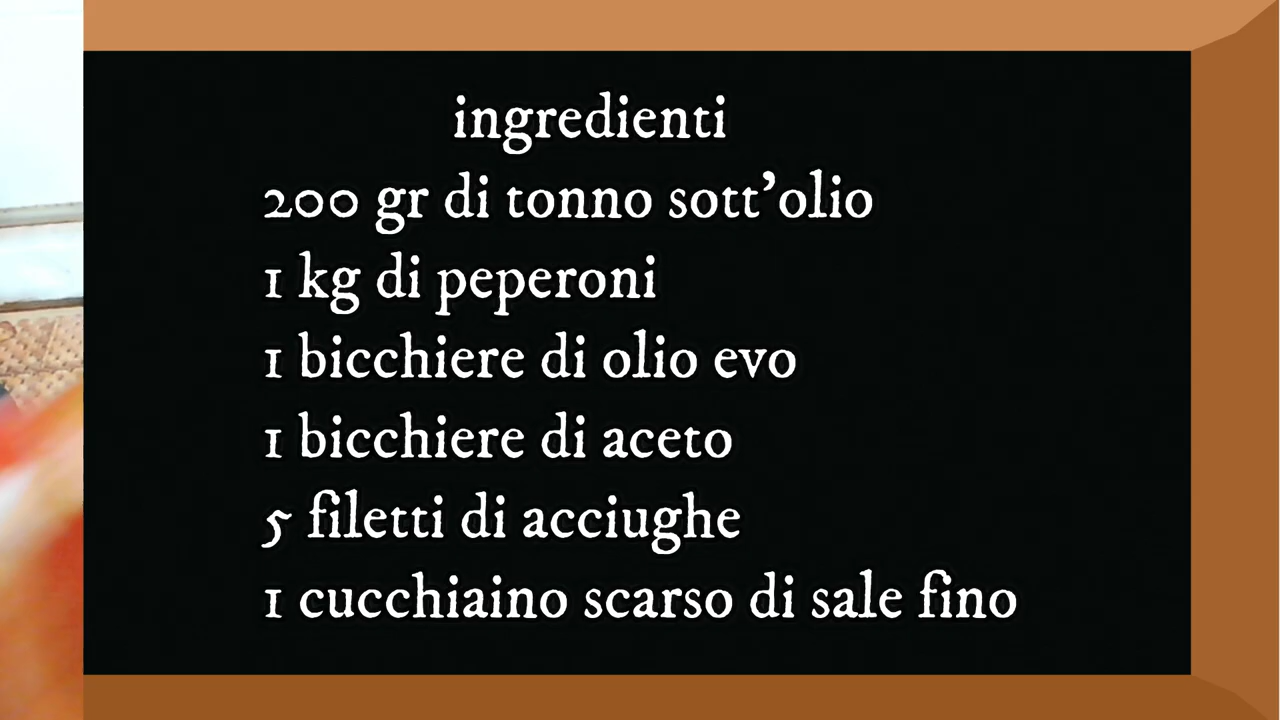 ingredienti
200 gr di tonno sott’olio
1 kg di peperoni
1 bicchiere di olio evo
1 bicchiere di aceto
5 filetti di acciughe
1 cucchiaino scarso di sale fino